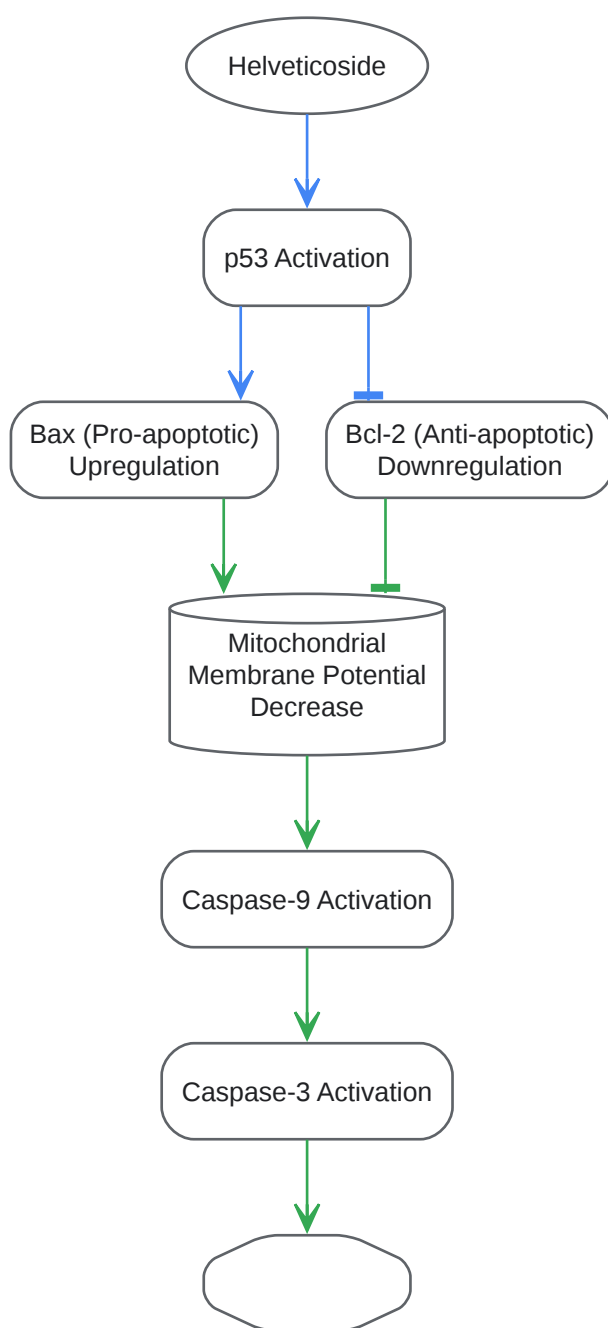 Helveticoside
p53 Activation
Bax (Pro-apoptotic)
Upregulation
Bcl-2 (Anti-apoptotic)
Downregulation
Mitochondrial
Membrane Potential
Decrease
Caspase-9 Activation
Caspase-3 Activation